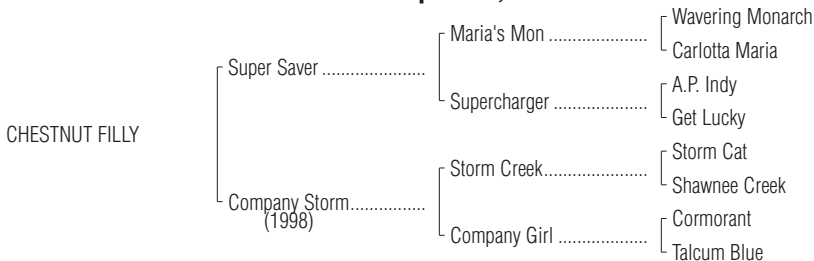 Wavering Monarch
Maria's Mon ......................
Carlotta Maria
Super Saver ......................
A.P. Indy
Supercharger ....................
Get Lucky
CHESTNUT FILLY
Storm Cat
Storm Creek......................
Shawnee Creek
Company Storm................
(1998)
Cormorant
Company Girl ...................
Talcum Blue